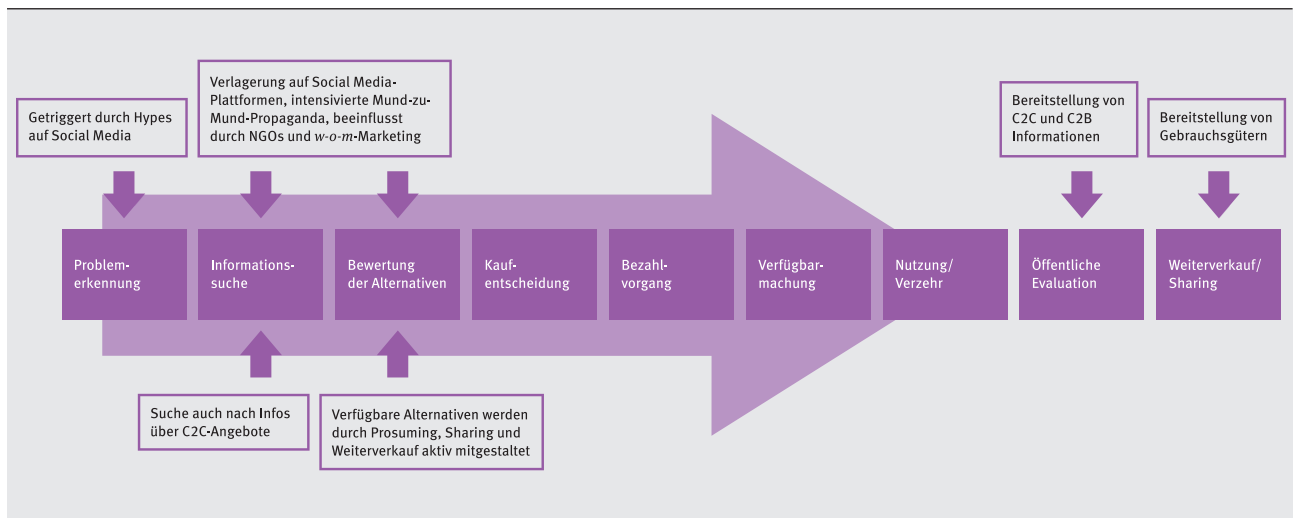 Getriggert durch Hypes
auf Social Media
Verlagerung auf Social Media-
Plattformen, intensivierte Mund-zu-
Mund-Propaganda, beeinflusst
durch NGOs und w-o-m-Marketing
Bereitstellung von
C2C und C2B
Informationen
Bereitstellung von
Gebrauchsgütern
Problem-
erkennung
Informations-
suche
Bewertung
der Alternativen
Kauf-
entscheidung
Bezahl-
vorgang
Verfügbar-
machung
Nutzung/
Verzehr
Öffentliche
Evaluation
Weiterverkauf/
Sharing
Suche auch nach Infos
über C2C-Angebote
Verfügbare Alternativen werden
durch Prosuming, Sharing und
Weiterverkauf aktiv mitgestaltet